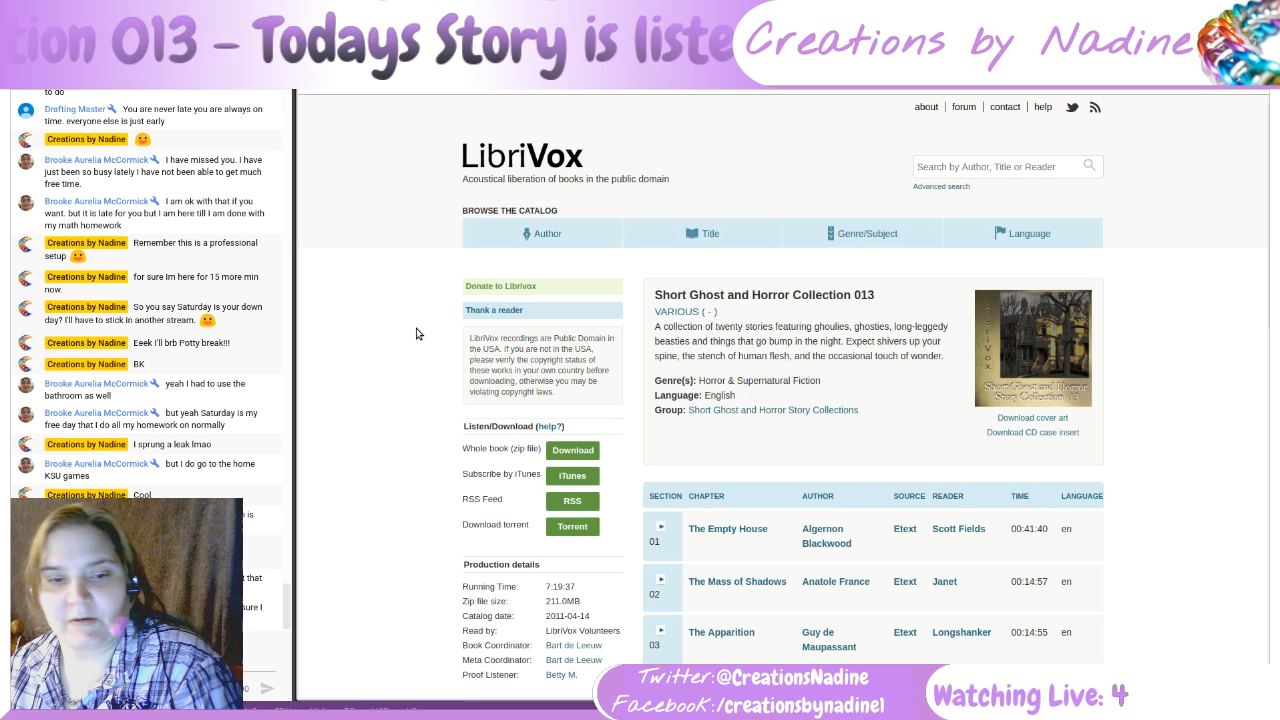 tion 013 – Todays Story is liste
Creations by Nadine
to do
Drafting Master You are never late you are always on
time. everyone else is just early
Creations by Nadine
Brooke Aurelia McCormick I have missed you. I have
just been so busy lately I have not been able to get much
free time.
Brooke Aurelia McCormick I am ok with that if you
want. but it is late for you but I am here till I am done with
my math homework
Creations by Nadine Remember this is a professional
setup
Creations by Nadine for sure Im here for 15 more min
now.
Creations by Nadine So you say Saturday is your down
day? I'll have to stick in another stream.
Creations by Nadine Eeek I'll brb Potty break!!!
Creations by Nadine BK
Brooke Aurelia McCormick yeah I had to use the
bathroom as well
Brooke Aurelia McCormick but yeah Saturday is my
free day that I do all my homework on normally
Creations by Nadine I sprung a leak lmao
Brooke Aurelia McCormick but I do go to the home
KSU games
Creations by Nadine Cool
is
that
sure I
about forum contact help
LibriVox
Acoustical liberation of books in the public domain
Search by Author, Title or Reader
Advanced search
BROWSE THE CATALOG
Author Title Genre/Subject Language
Donate to Librivox
Thank a reader
LibriVox recordings are Public Domain in
the USA. If you are not in the USA,
please verify the copyright status of
these works in your own country before
downloading, otherwise you may be
violating copyright laws.
Listen/Download (help?)
Whole book (zip file) Download
Subscribe by iTunes iTunes
RSS Feed RSS
Download torrent Torrent
Production details
Running Time: 7:19:37
Zip file size: 211.0MB
Catalog date: 2011-04-14
Read by: LibriVox Volunteers
Book Coordinator: Bart de Leeuw
Meta Coordinator: Bart de Leeuw
Proof Listener: Betty M.
Short Ghost and Horror Collection 013
VARIOUS ( - )
A collection of twenty stories featuring ghoulies, ghosties, long-leggedy
beasties and things that go bump in the night. Expect shivers up your
spine, the stench of human flesh, and the occasional touch of wonder.
Genre(s): Horror & Supernatural Fiction
Language: English
Group: Short Ghost and Horror Story Collections
LIBRIVOX
Short Ghost and Horror
Story Collection 13
Download cover art
Download CD case insert
SECTION CHAPTER AUTHOR SOURCE READER TIME LANGUAGE
01 The Empty House Algernon Blackwood Etext Scott Fields 00:41:40 en
02 The Mass of Shadows Anatole France Etext Janet 00:14:57 en
03 The Apparition Guy de Maupassant Etext Longshanker 00:14:55 en
Twitter:@CreationsNadine
Facebook:/creationsbynadine1
Watching Live: 4